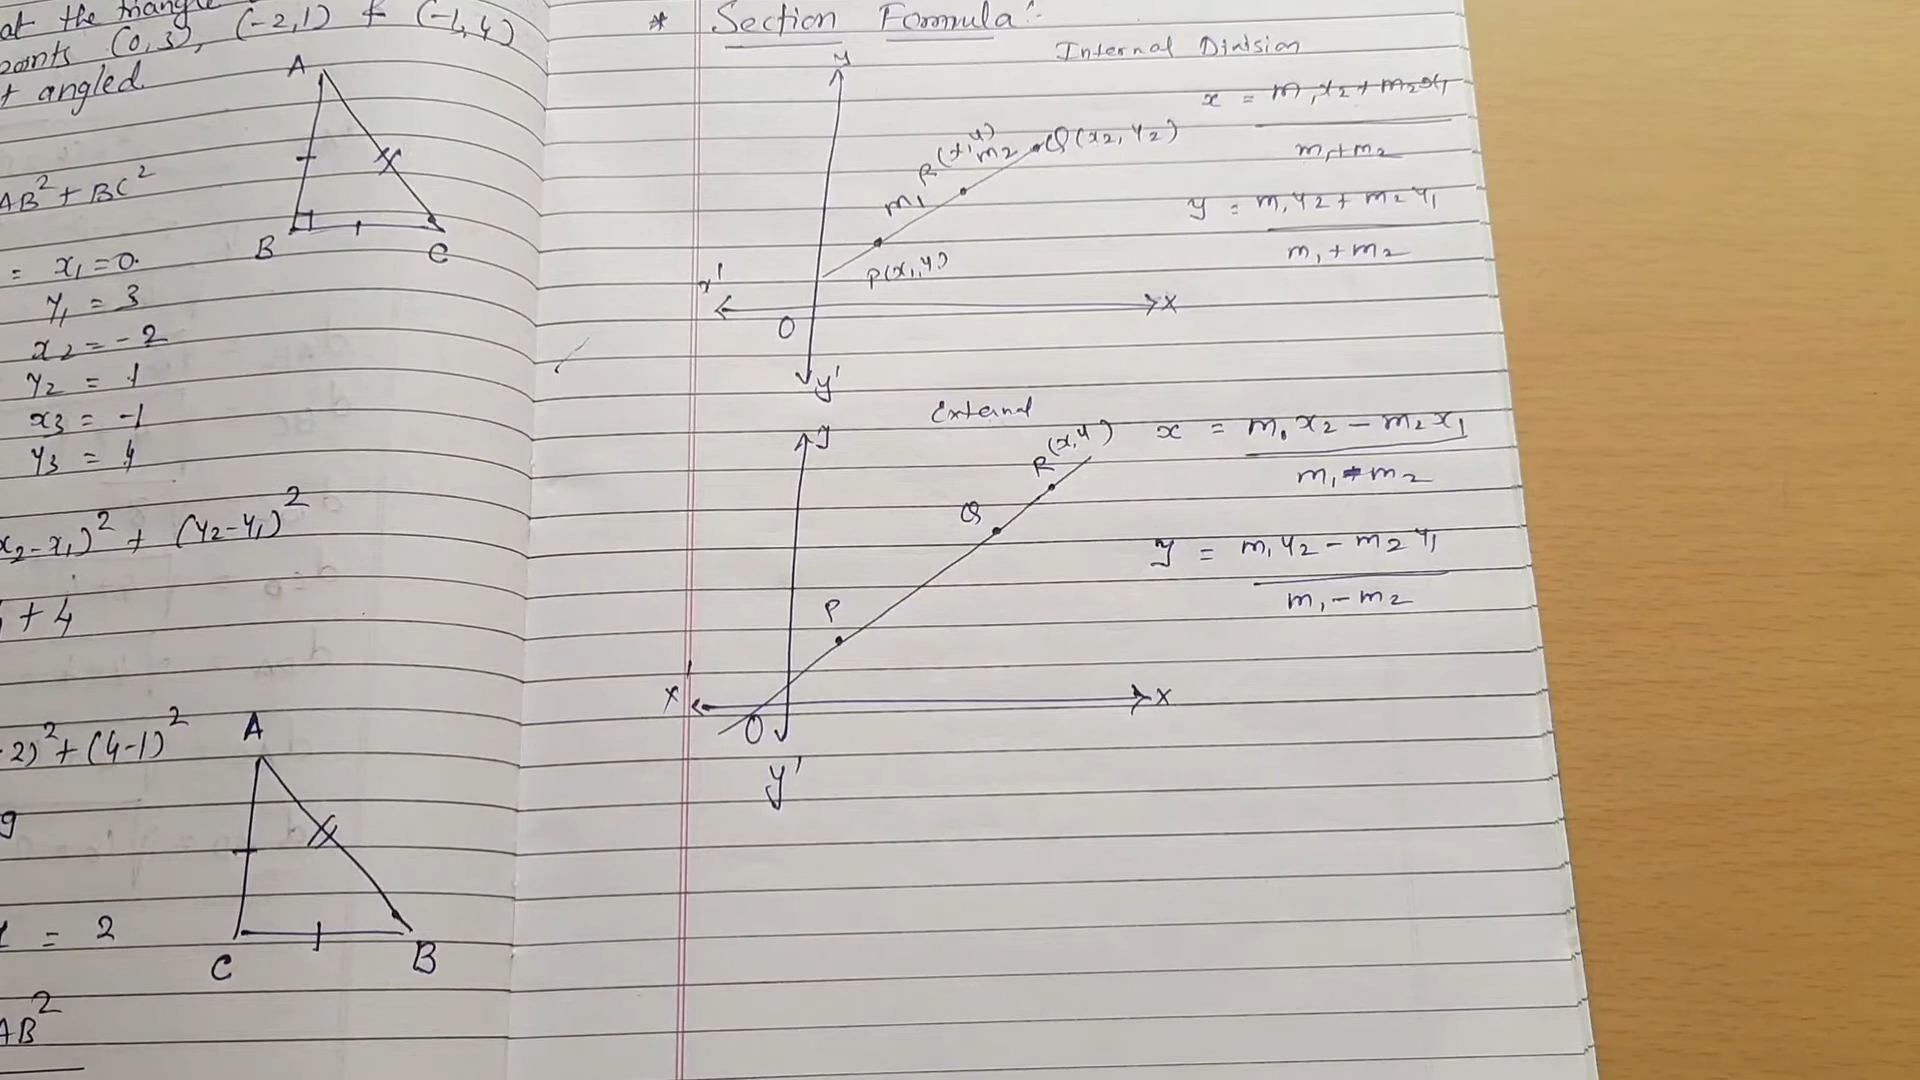 at the triangle
points (0,3), (-2,1) & (-1,4)
t angled.
A
B
C
AB² + BC²
= x₁ = 0.
y₁ = 3
x₂ = -2
y₂ = 1
x₃ = -1
y₃ = 4
x₂ - x₁)² + (y₂ - y₁)²
+ 4
2)² + (4-1)²
A
9
= 2
C
B
AB²
* Section Formula :-
Internal Division
y
x = m₁x₂ + m₂x₁
m₁ + m₂
R(x, y)
m₂
Q(x₂, y₂)
m₁
y = m₁y₂ + m₂y₁
m₁ + m₂
P(x₁, y₁)
x'
X
O
y'
External
y
R(x, y)
x = m₁x₂ - m₂x₁
m₁ - m₂
Q
y = m₁y₂ - m₂y₁
m₁ - m₂
P
X'
X
O
y'